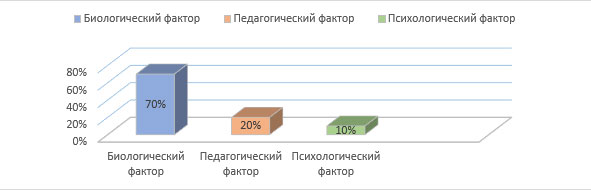 Биологический фактор Педагогический фактор Психологический фактор
80%
60%
40%
20%
0%
70%
20%
10%
Биологический фактор
Педагогический фактор
Психологический фактор